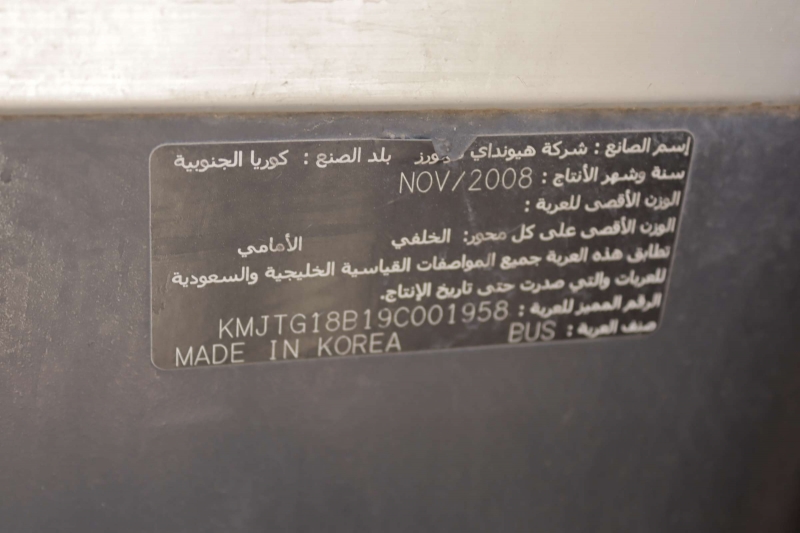 إسم الصانع : شركة هيونداي بلد الصنع : كوريا الجنوبية
سنة وشهر الأنتاج : NOV/2008
الوزن الأقصى للعربة :
الوزن الأقصى على كل محور: الخلفي الأمامي
تطابق هذه العربة جميع المواصفات القياسية الخليجية والسعودية
للعربات والتي صدرت حتى تاريخ الإنتاج.
الرقم المميز للعربة : KMJTG18B19C001958
صنف العربة : BUS
MADE IN KOREA